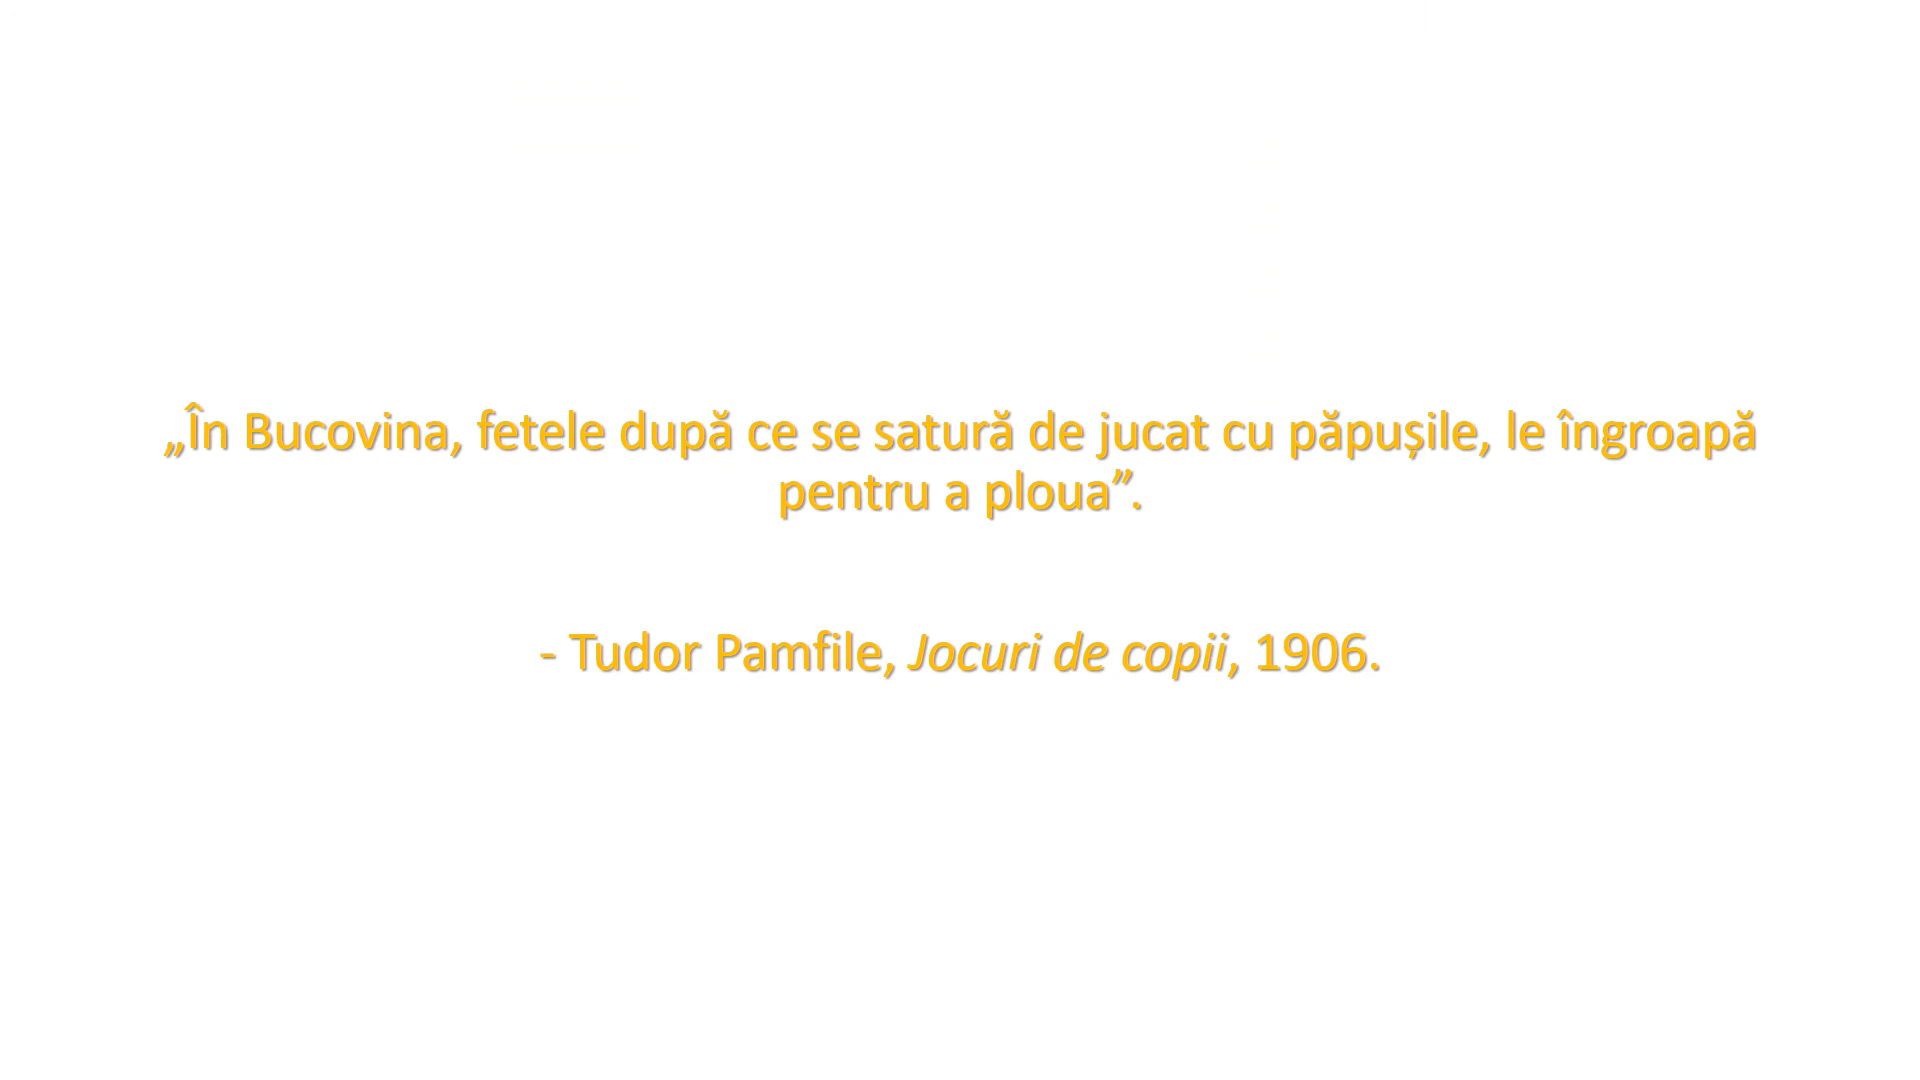 „În Bucovina, fetele după ce se satură de jucat cu păpușile, le îngroapă
pentru a ploua”.
- Tudor Pamfile, Jocuri de copii, 1906.